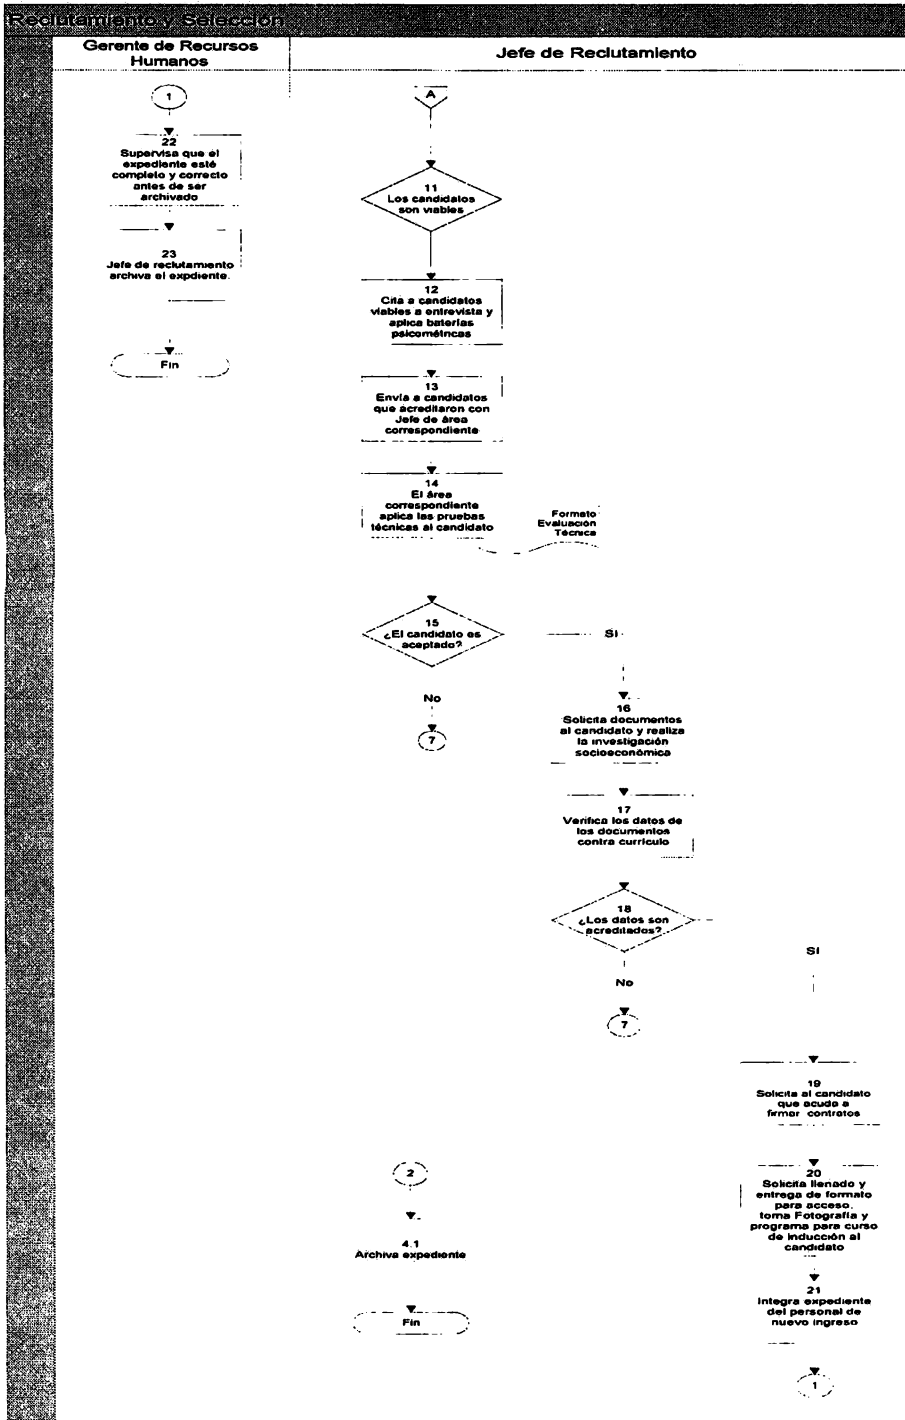 Reclutamiento y Selección
Gerente de Recursos
Humanos
Jefe de Reclutamiento
1
22
Supervisa que el
expediente esté
completo y correcto
antes de ser
archivado
23
Jefe de reclutamiento
archiva el expdiente.
Fin
A
11
Los candidatos
son viables
12
Cita a candidatos
viables a entrevista y
aplica baterías
psicométricas
13
Envía a candidatos
que acreditaron con
Jefe de área
correspondiente
14
El área
correspondiente
aplica las pruebas
técnicas al candidato
Formato
Evaluación
Técnica
15
¿El candidato es
aceptado?
SI
No
7
16
Solicita documentos
al candidato y realiza
la investigación
socioeconómica
17
Verifica los datos de
los documentos
contra currículo
18
¿Los datos son
acreditados?
SI
No
7
19
Solicita al candidato
que acuda a
firmar contratos
20
Solicita llenado y
entrega de formato
para acceso,
toma Fotografía y
programa para curso
de inducción al
candidato
21
Integra expediente
del personal de
nuevo ingreso
1
2
4.1
Archiva expediente
Fin